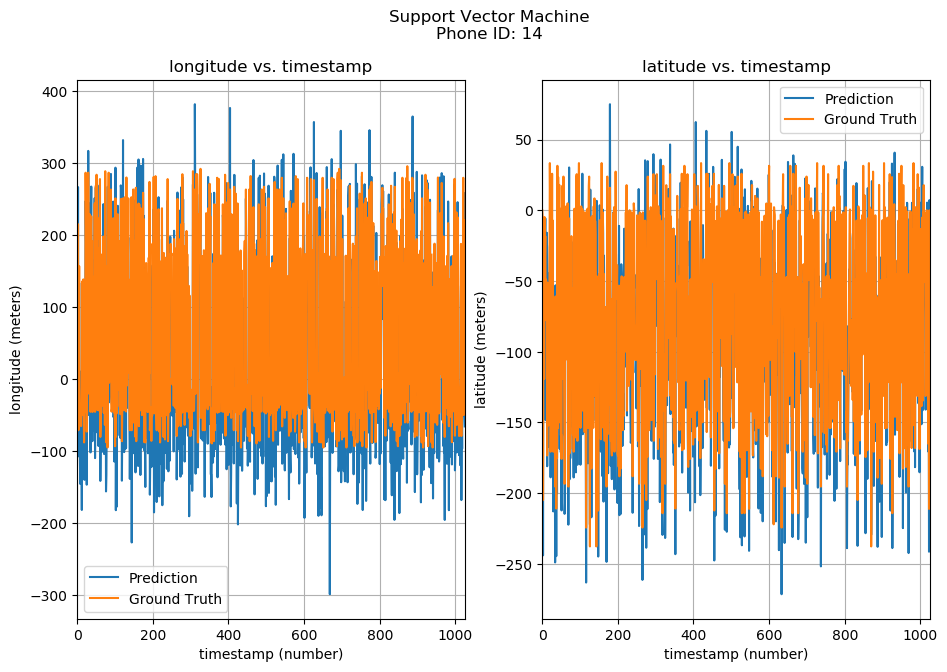 Support Vector Machine
Phone ID: 14
longitude vs. timestamp
400
300
200
100
0
−100
−200
−300
longitude (meters)
Prediction
Ground Truth
0
200
400
600
800
1000
timestamp (number)
latitude vs. timestamp
Prediction
Ground Truth
50
0
−50
−100
−150
−200
−250
latitude (meters)
0
200
400
600
800
1000
timestamp (number)